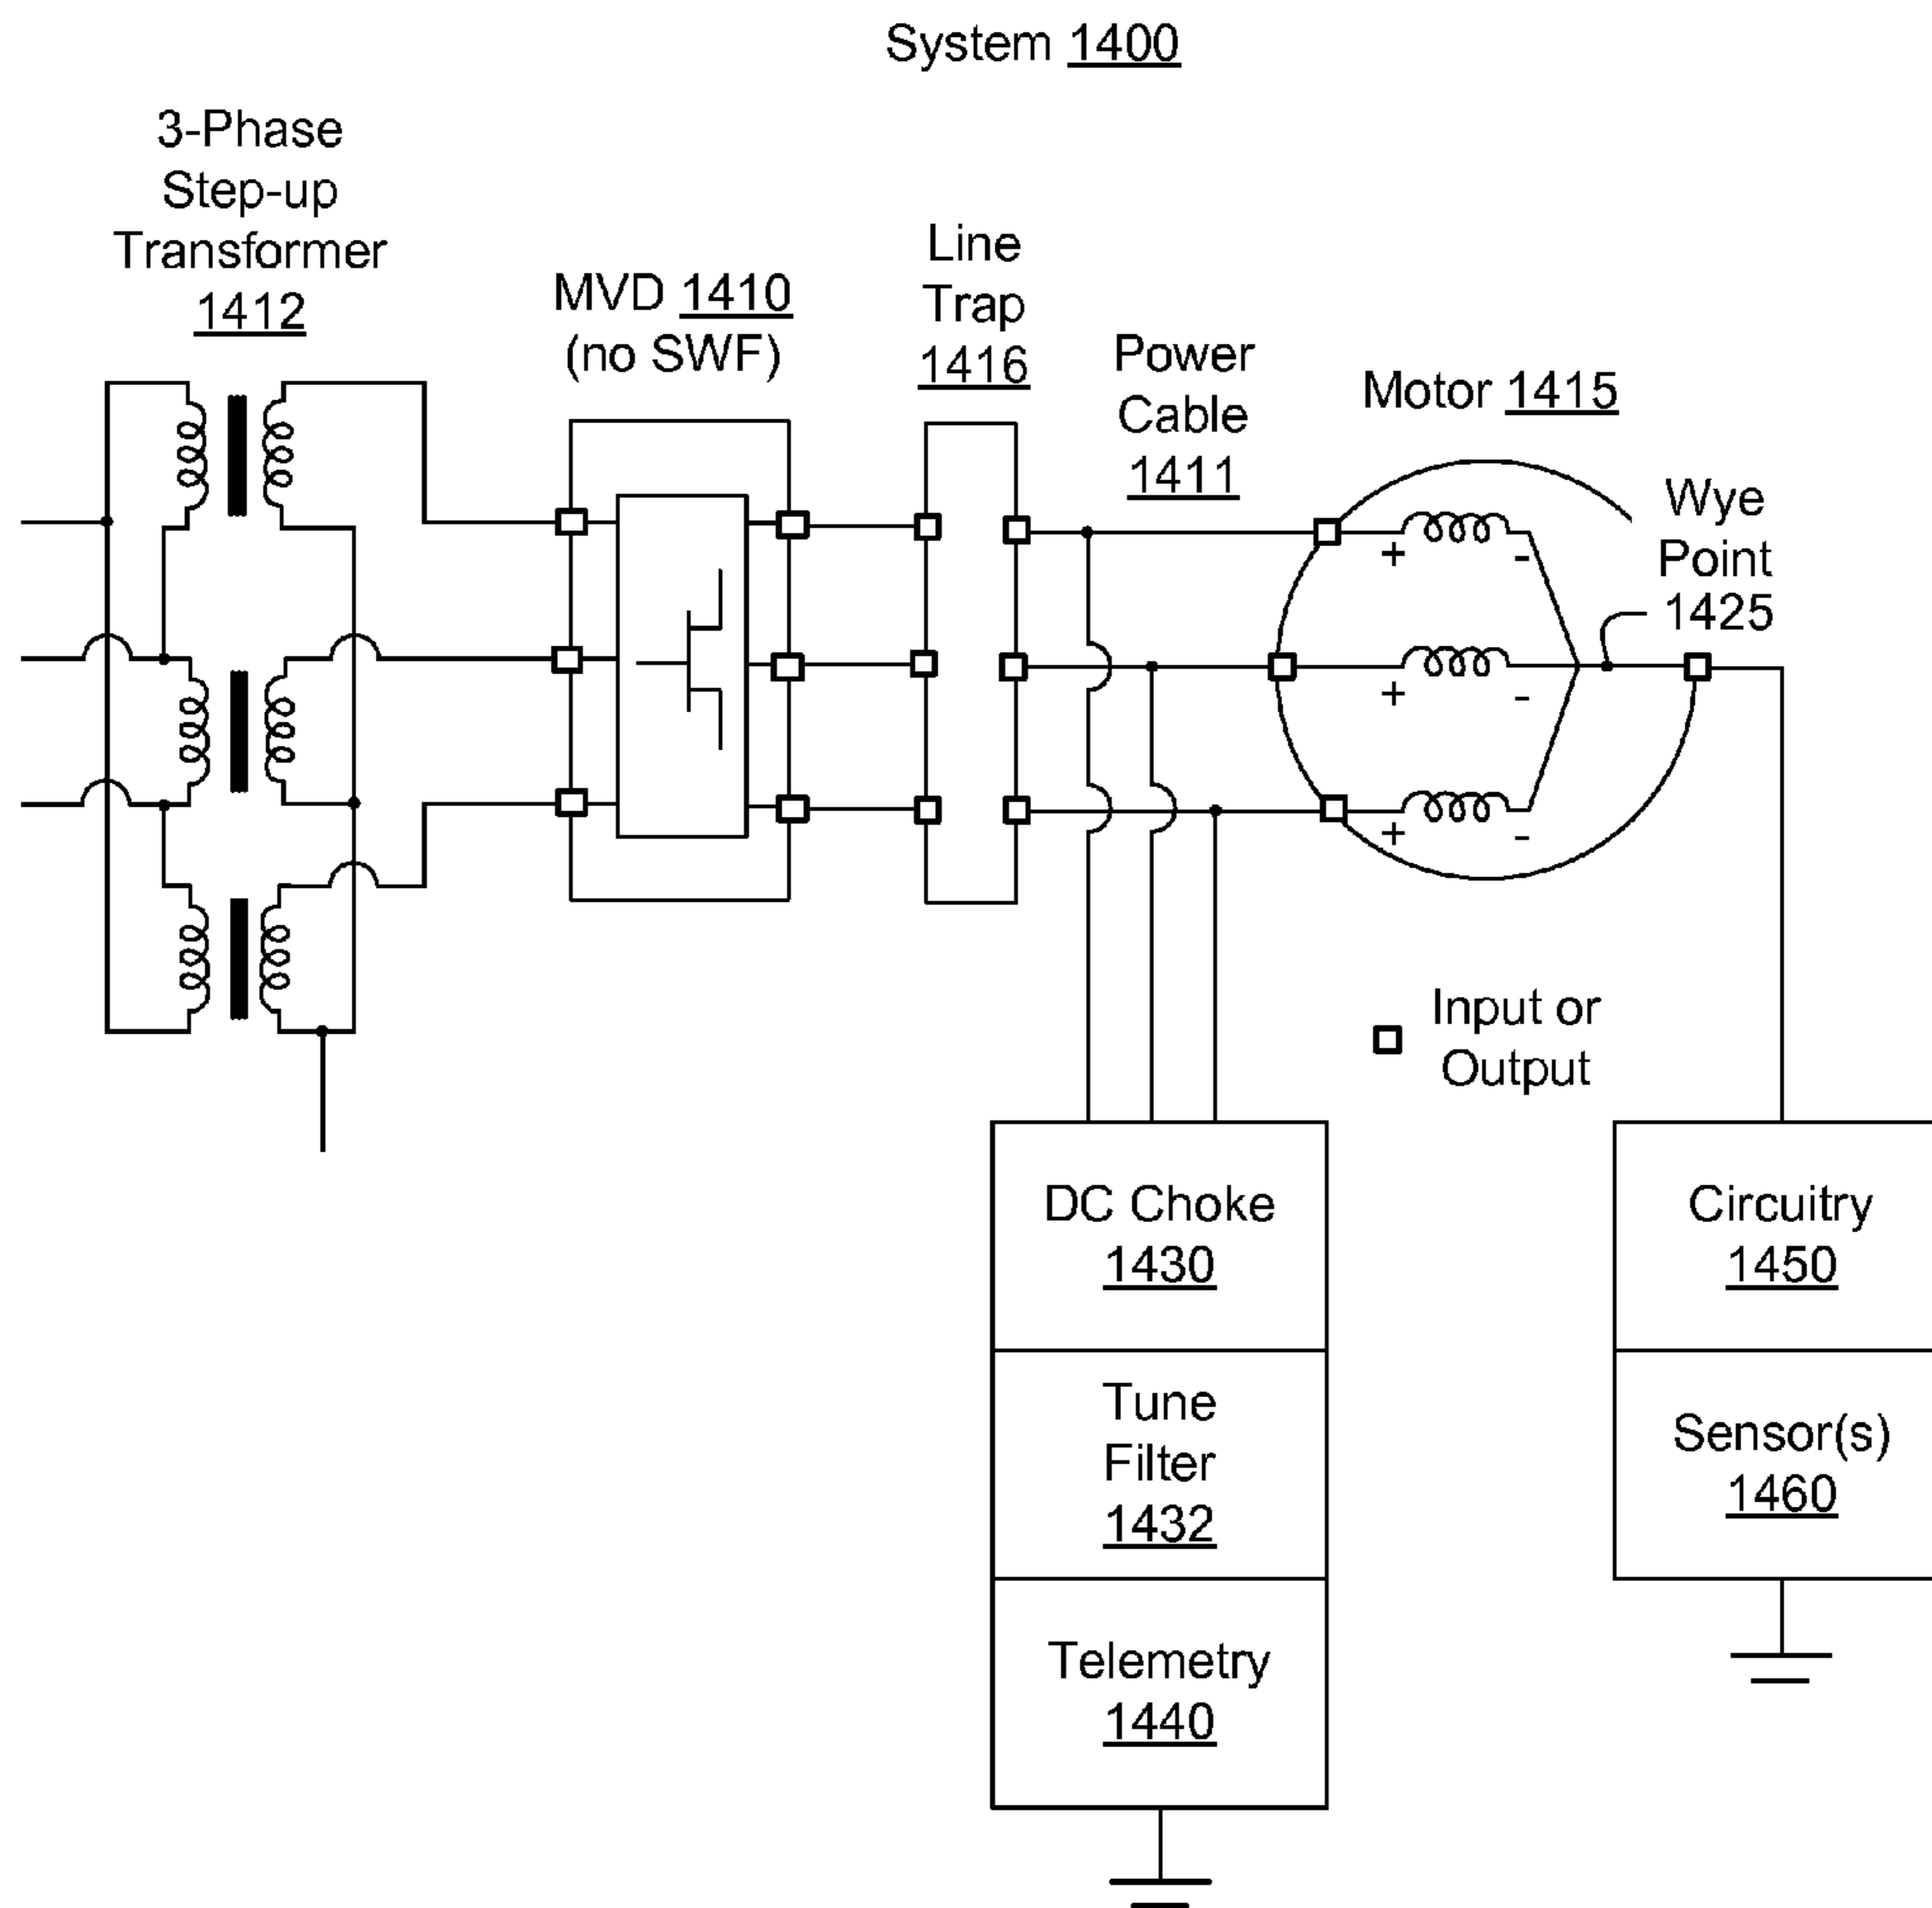 System 1400
3-Phase
Step-up
Transformer
1412
MVD 1410
(no SWF)
Line
Trap
1416
Power
Cable
1411
Motor 1415
Wye
Point
1425
+
-
+
-
+
-
Input or
Output
DC Choke
1430
Tune
Filter
1432
Telemetry
1440
Circuitry
1450
Sensor(s)
1460